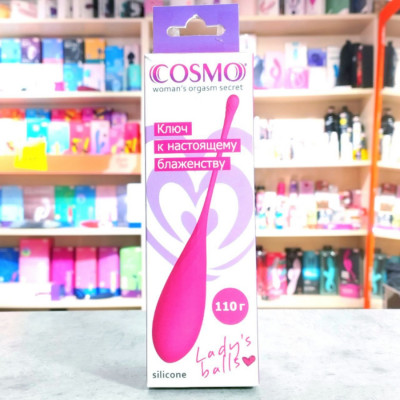 COSMO
woman's orgasm secret
Ключ
к настоящему
блаженству
110 г
Lady's
balls
silicone